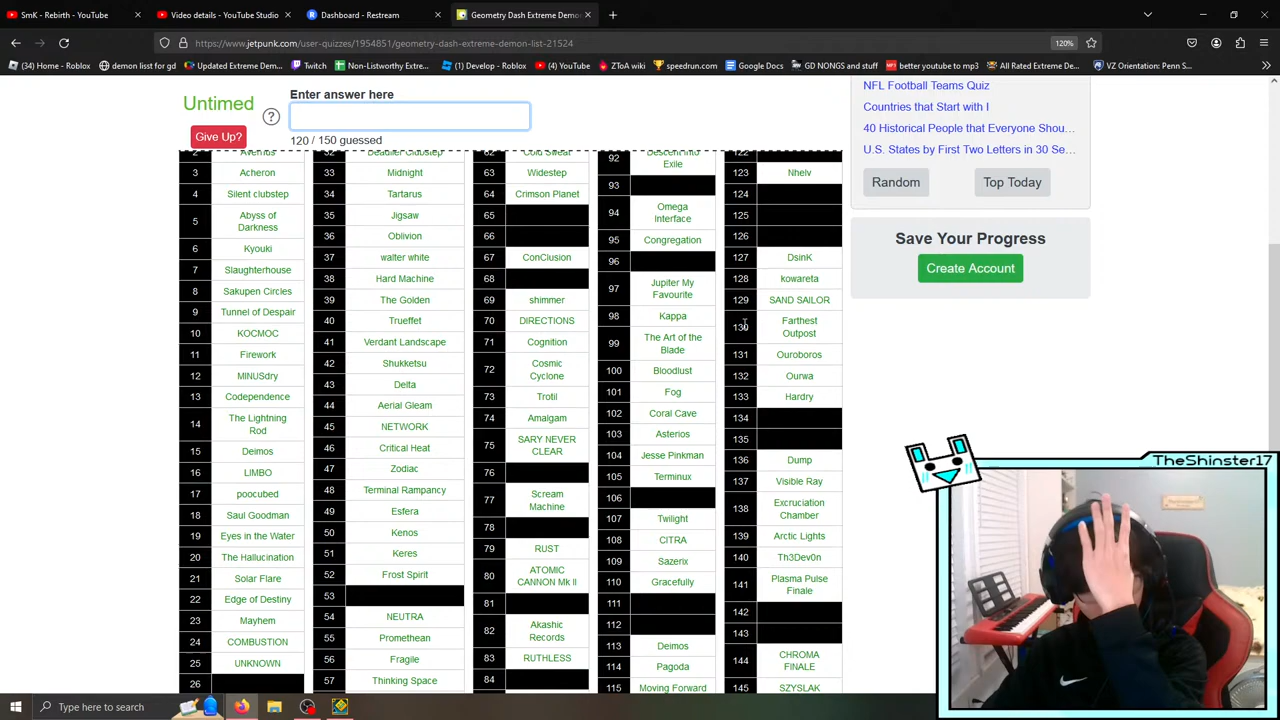 SmK - Rebirth - YouTube
Video details - YouTube Studio
Dashboard - Restream
Geometry Dash Extreme Demon
https://www.jetpunk.com/user-quizzes/1954851/geometry-dash-extreme-demon-list-21524
120%
(34) Home - Roblox
demon lisst for gd
Updated Extreme Dem...
Twitch
Non-Listworthy Extre...
(1) Develop - Roblox
(4) YouTube
ZToA wiki
speedrun.com
Google Docs
GD NONGS and stuff
better youtube to mp3
All Rated Extreme De...
VZ Orientation: Penn S...
Untimed
Give Up?
?
Enter answer here
120 / 150 guessed
2 Avernus
3 Acheron
4 Silent clubstep
5 Abyss of
Darkness
6 Kyouki
7 Slaughterhouse
8 Sakupen Circles
9 Tunnel of Despair
10 KOCMOC
11 Firework
12 MINUSdry
13 Codependence
14 The Lightning
Rod
15 Deimos
16 LIMBO
17 poocubed
18 Saul Goodman
19 Eyes in the Water
20 The Hallucination
21 Solar Flare
22 Edge of Destiny
23 Mayhem
24 COMBUSTION
25 UNKNOWN
26
32 Deadlier Clubstep
33 Midnight
34 Tartarus
35 Jigsaw
36 Oblivion
37 walter white
38 Hard Machine
39 The Golden
40 Trueffet
41 Verdant Landscape
42 Shukketsu
43 Delta
44 Aerial Gleam
45 NETWORK
46 Critical Heat
47 Zodiac
48 Terminal Rampancy
49 Esfera
50 Kenos
51 Keres
52 Frost Spirit
53
54 NEUTRA
55 Promethean
56 Fragile
57 Thinking Space
62 Cold Sweat
63 Widestep
64 Crimson Planet
65
66
67 ConClusion
68
69 shimmer
70 DIRECTIONS
71 Cognition
72 Cosmic
Cyclone
73 Trotil
74 Amalgam
75 SARY NEVER
CLEAR
76
77 Scream
Machine
78
79 RUST
80 ATOMIC
CANNON Mk II
81
82 Akashic
Records
83 RUTHLESS
84
92 Descent into
Exile
93
94 Omega
Interface
95 Congregation
96
97 Jupiter My
Favourite
98 Kappa
99 The Art of the
Blade
100 Bloodlust
101 Fog
102 Coral Cave
103 Asterios
104 Jesse Pinkman
105 Terminux
106
107 Twilight
108 CITRA
109 Sazerix
110 Gracefully
111
112
113 Deimos
114 Pagoda
115 Moving Forward
122
123 Nhelv
124
125
126
127 DsinK
128 kowareta
129 SAND SAILOR
130 Farthest
Outpost
131 Ouroboros
132 Ourwa
133 Hardry
134
135
136 Dump
137 Visible Ray
138 Excruciation
Chamber
139 Arctic Lights
140 Th3Dev0n
141 Plasma Pulse
Finale
142
143
144 CHROMA
FINALE
145 SZYSLAK
NFL Football Teams Quiz
Countries that Start with I
40 Historical People that Everyone Shou...
U.S. States by First Two Letters in 30 Se...
Random
Top Today
Save Your Progress
Create Account
TheShinster17
Type here to search